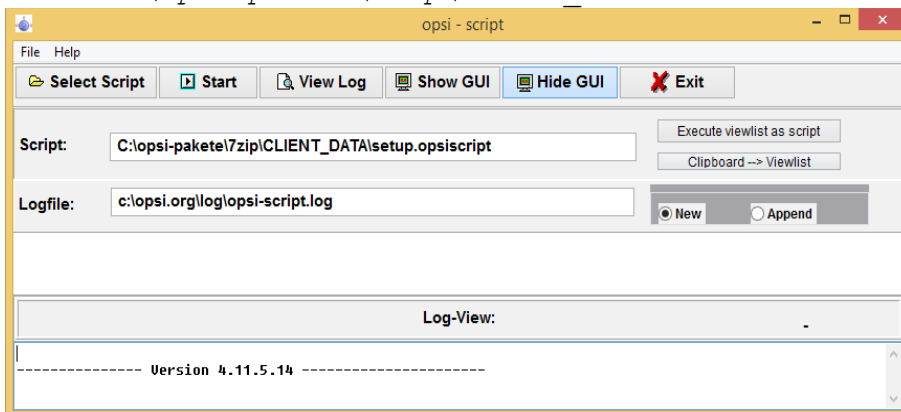 opsi - script
File Help
Select Script Start View Log Show GUI Hide GUI Exit
Script: C:\opsi-pakete\7zip\CLIENT_DATA\setup.opsiscript Execute viewlist as script
Clipboard --> Viewlist
Logfile: c:\opsi.org\log\opsi-script.log New Append
Log-View: -
--------------- Version 4.11.5.14 ----------------------